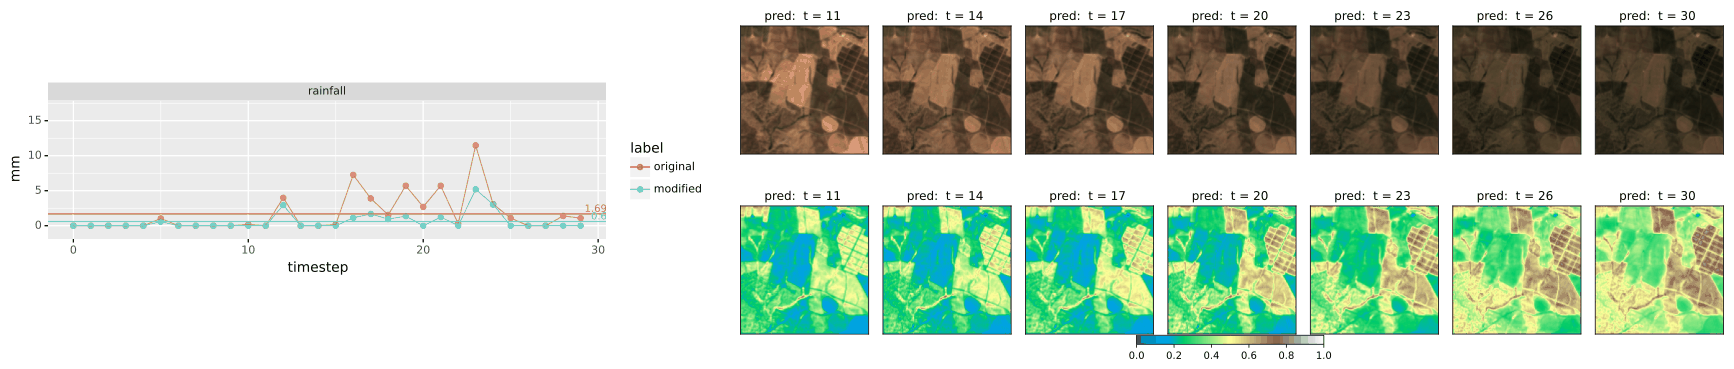 rainfall
mm
15
10
5
0
1.69
0.6
0 10 20 30
timestep
label
original
modified
pred: t = 11 pred: t = 14 pred: t = 17 pred: t = 20 pred: t = 23 pred: t = 26 pred: t = 30
pred: t = 11 pred: t = 14 pred: t = 17 pred: t = 20 pred: t = 23 pred: t = 26 pred: t = 30
0.0 0.2 0.4 0.6 0.8 1.0